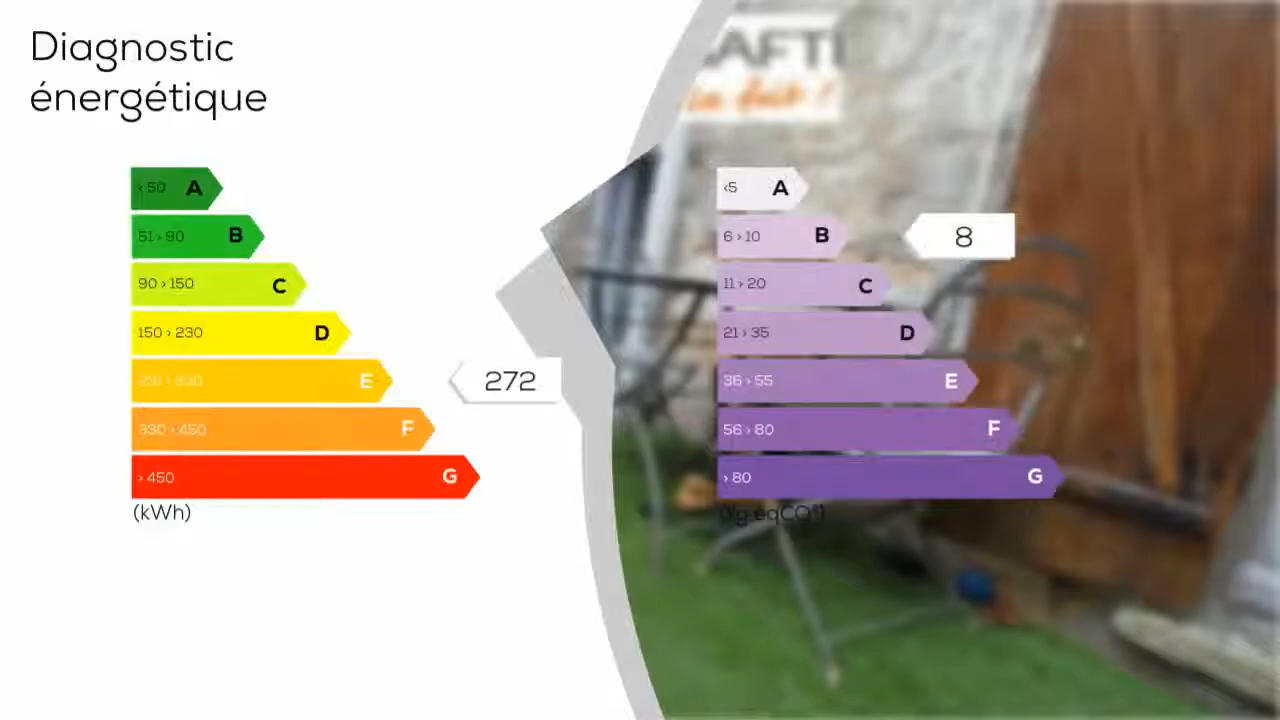 Diagnostic
énergétique
AFTI
< 50 A
51 > 90 B
90 > 150 C
150 > 230 D
E
330 > 450 F
> 450 G
(kWh)
272
<5 A
6 > 10 B
11 > 20 C
21 > 35 D
36 > 55 E
56 > 80 F
> 80 G
8